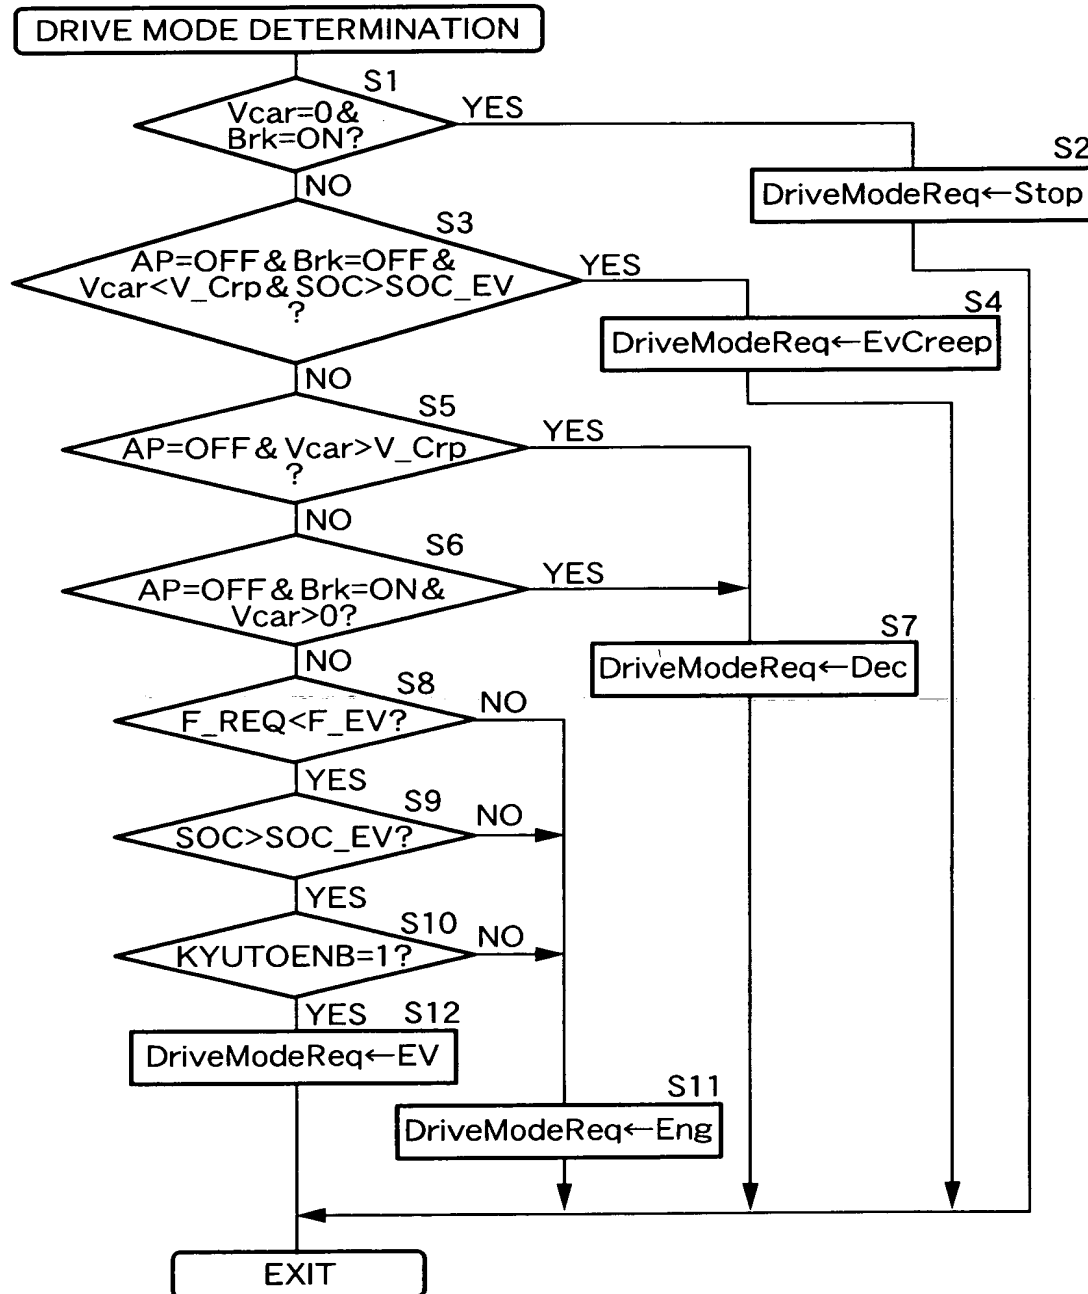 DRIVE MODE DETERMINATION
S1
Vcar=0&
Brk=ON?
YES
NO
S2
DriveModeReq←Stop
S3
AP=OFF&Brk=OFF&
Vcar<V_Crp&SOC>SOC_EV
?
YES
NO
S4
DriveModeReq←EvCreep
S5
AP=OFF&Vcar>V_Crp
?
YES
NO
S6
AP=OFF&Brk=ON&
Vcar>0?
YES
NO
S7
DriveModeReq←Dec
S8
F_REQ<F_EV?
NO
YES
S9
SOC>SOC_EV?
NO
YES
S10
KYUTOENB=1?
NO
YES
S12
DriveModeReq←EV
S11
DriveModeReq←Eng
EXIT